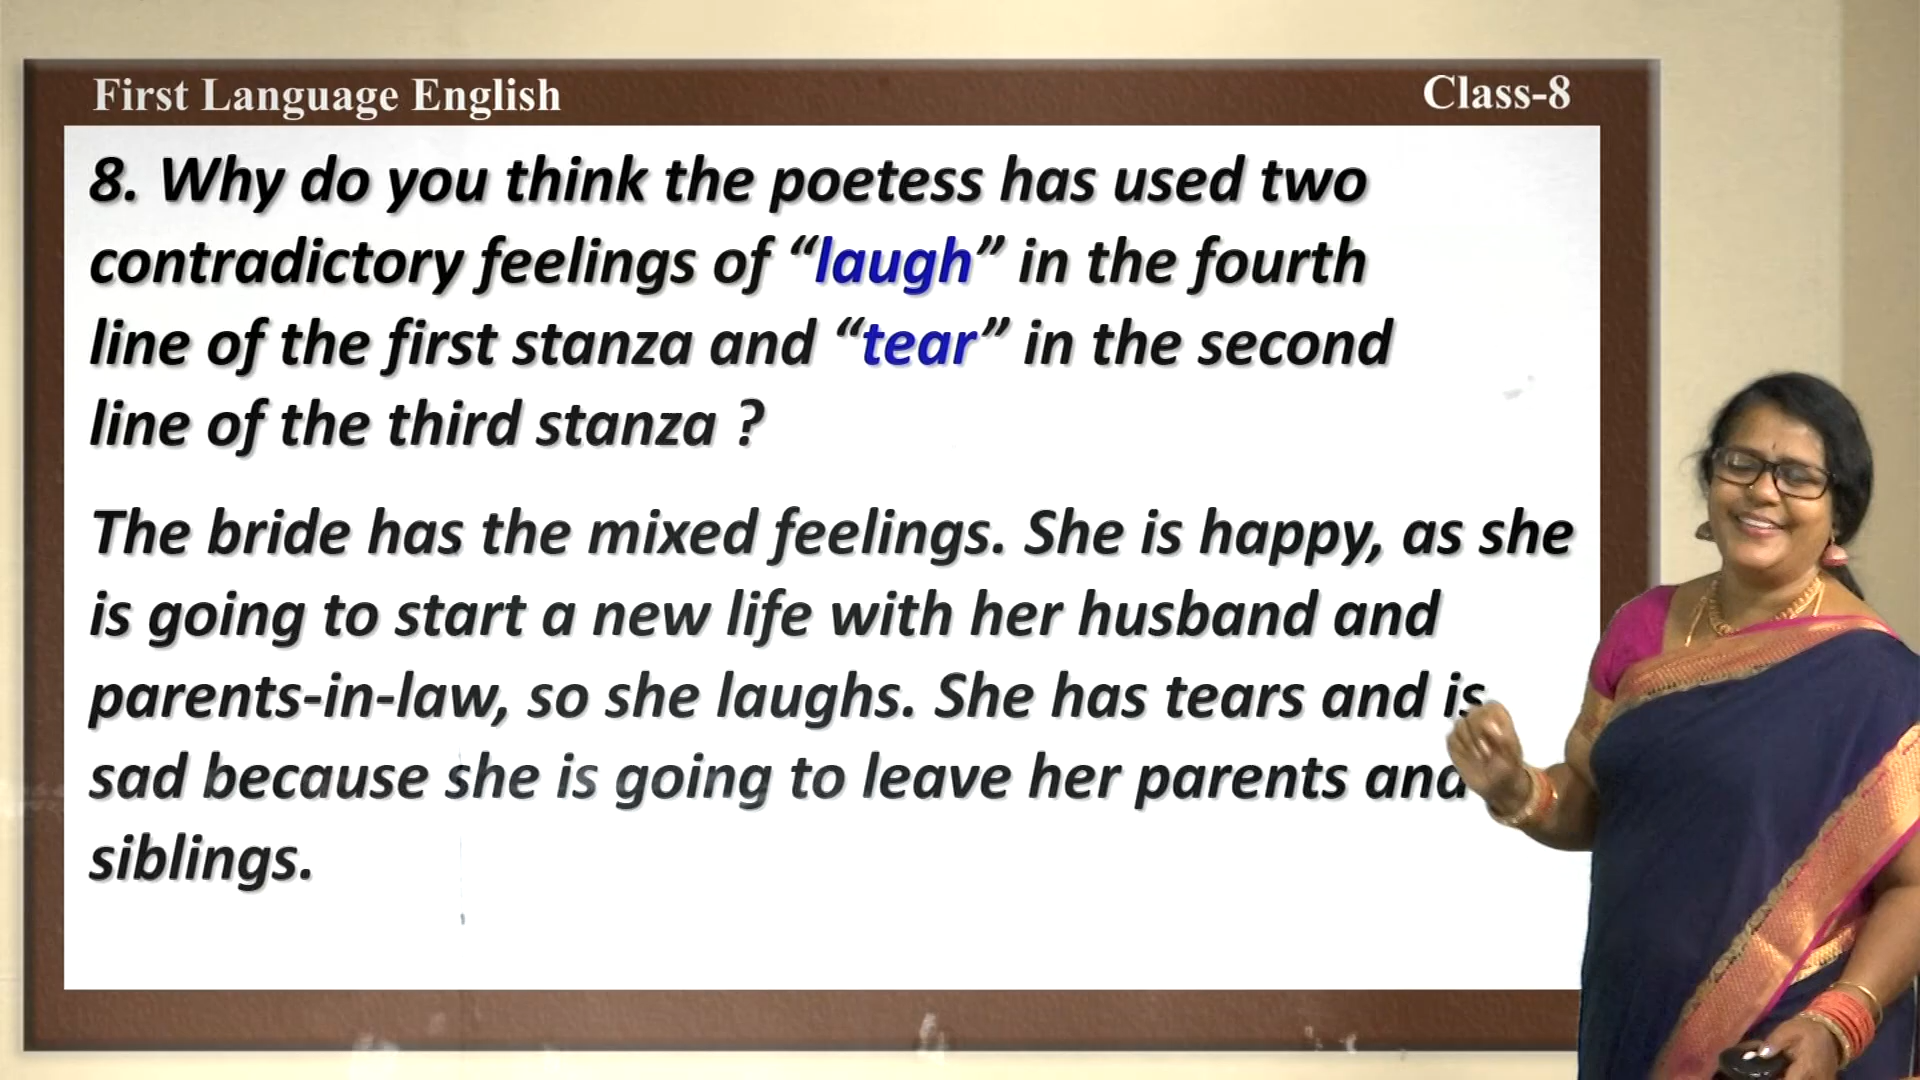 First Language English
Class-8
8. Why do you think the poetess has used two
contradictory feelings of “laugh” in the fourth
line of the first stanza and “tear” in the second
line of the third stanza ?
The bride has the mixed feelings. She is happy, as she
is going to start a new life with her husband and
parents-in-law, so she laughs. She has tears and is
sad because she is going to leave her parents and
siblings.